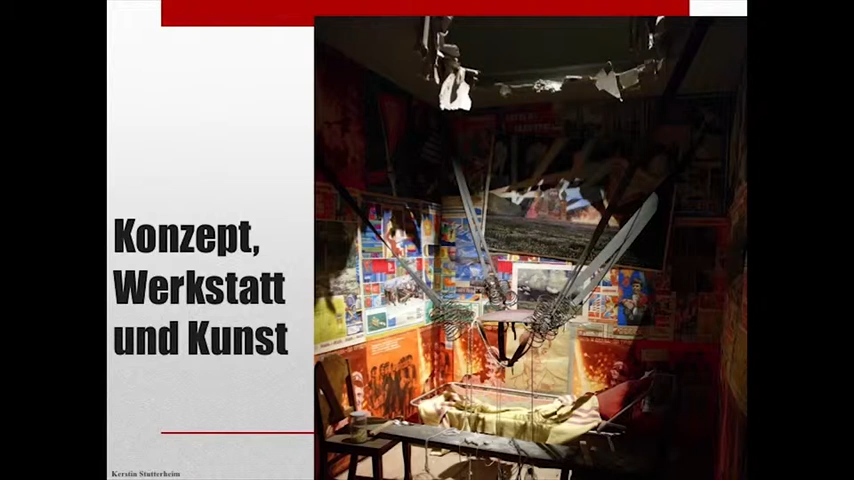 Konzept,
Werkstatt
und Kunst
Kerstin Stutterheim